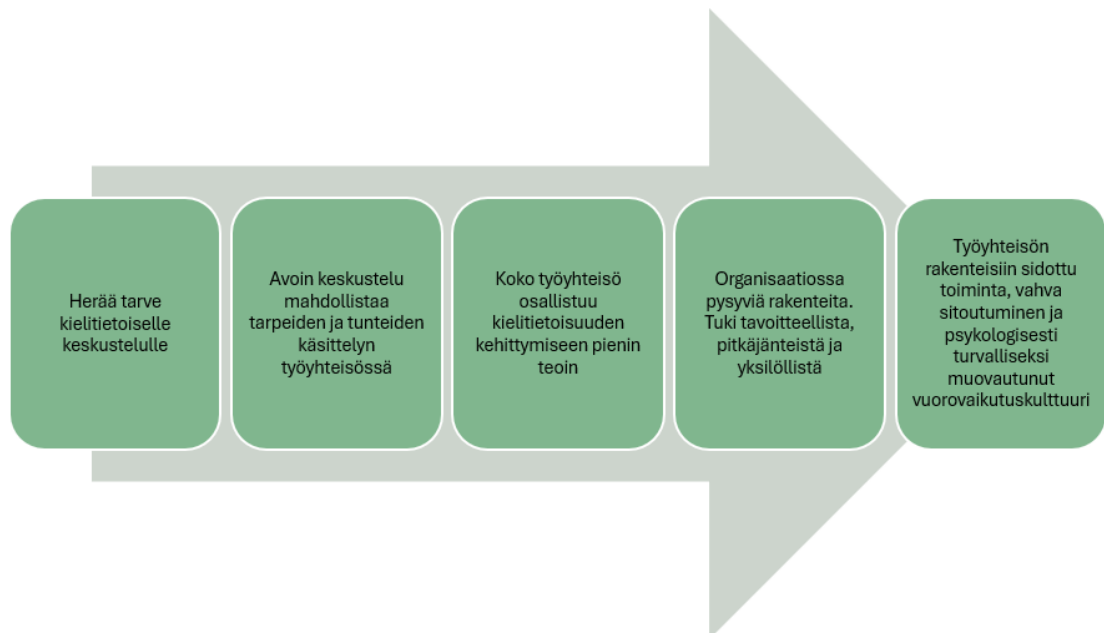 Herää tarve
kielitietoiselle
keskustelulle
Avoin keskustelu
mahdollistaa
tarpeiden ja tunteiden
käsittelyn
työyhteisössä
Koko työyhteisö
osallistuu
kielitietoisuuden
kehittymiseen pienin
teoin
Organisaatiossa
pysyviä rakenteita.
Tuki tavoitteellista,
pitkäjänteistä ja
yksilöllistä
Työyhteisön
rakenteisiin sidottu
toiminta, vahva
sitoutuminen ja
psykologisesti
turvalliseksi
muovautunut
vuorovaikutuskulttuuri